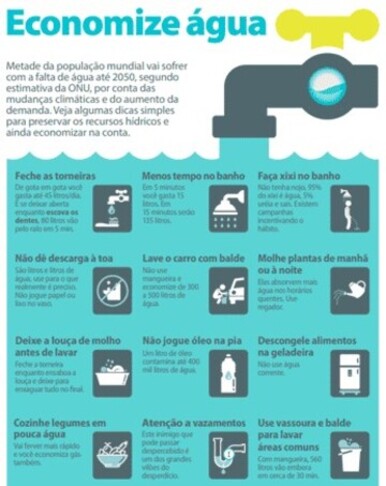 Economize água
Metade da população mundial vai sofrer
com a falta de água até 2050, segundo
estimativa da ONU, por conta das
mudanças climáticas e do aumento da
demanda. Veja algumas dicas simples
para preservar os recursos hídricos e
ainda economizar na conta.
Feche as torneiras
De gota em gota você
gasta até 45 litros/dia.
E se deixar aberta
enquanto escova os
dentes, 80 litros vão
pelo ralo em 5 min.
Menos tempo no banho
Em 5 minutos
você gasta 15
litros. Em
15 minutos serão
135 litros.
Faça xixi no banho
Não tenha nojo, 95%
do xixi é água, 5%
uréia e sais. Existem
campanhas
incentivando o
hábito.
Não dê descarga à toa
São litros e litros de
água, use para o que
realmente é preciso.
Não jogue papel ou
lixo no vaso.
Lave o carro com balde
Não use
mangueira e
economize de 300
a 300 litros de
água.
Molhe plantas de manhã
ou à noite
Elas absorvem mais
água nos horários
quentes. Use
regador.
Deixe a louça de molho
antes de lavar
Feche a torneira
enquanto ensaboa a
louça e deixe para
enxaguar tudo no final.
Não jogue óleo na pia
Um litro de óleo
contamina até 400
mil litros de água.
Descongele alimentos
na geladeira
Não use água
corrente.
Cozinhe legumes em
pouca água
Vai ferver mais rápido
e você economiza gás
também.
Atenção a vazamentos
Este inimigo que
pode passar
despercebido é
um dos grandes
vilões do
desperdício.
Use vassoura e balde
para lavar
áreas comuns
Com mangueira, 560
litros vão embora
em cerca de 30 min.